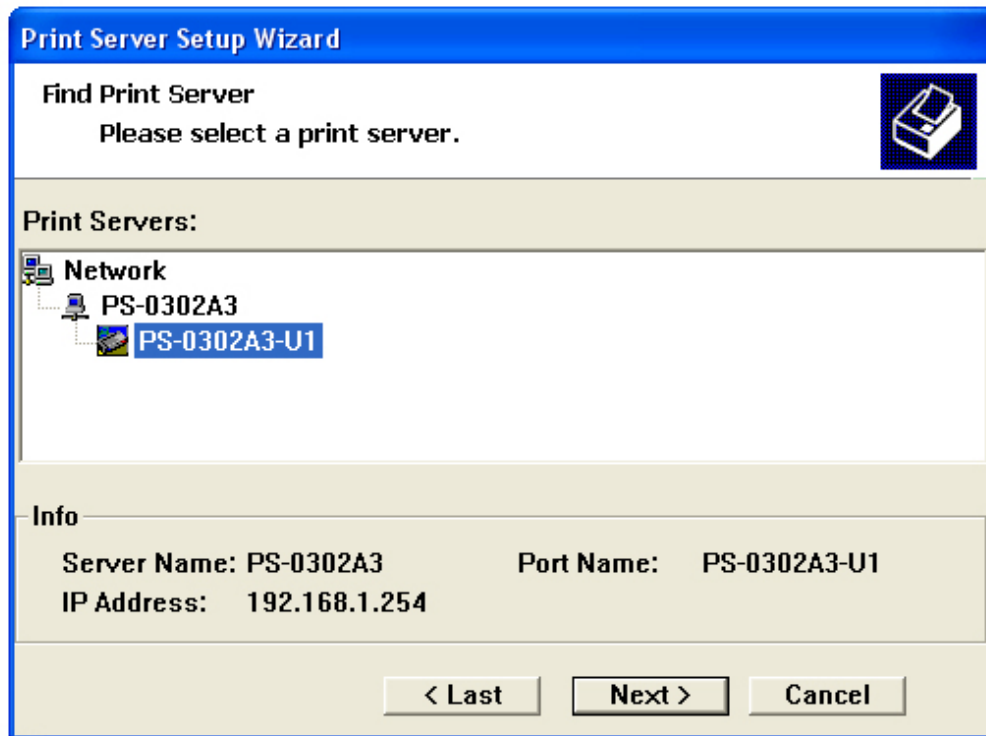 Print Server Setup Wizard
Find Print Server
Please select a print server.
Print Servers:
Network
PS-0302A3
PS-0302A3-U1
Info
Server Name: PS-0302A3 Port Name: PS-0302A3-U1
IP Address: 192.168.1.254
< Last Next > Cancel